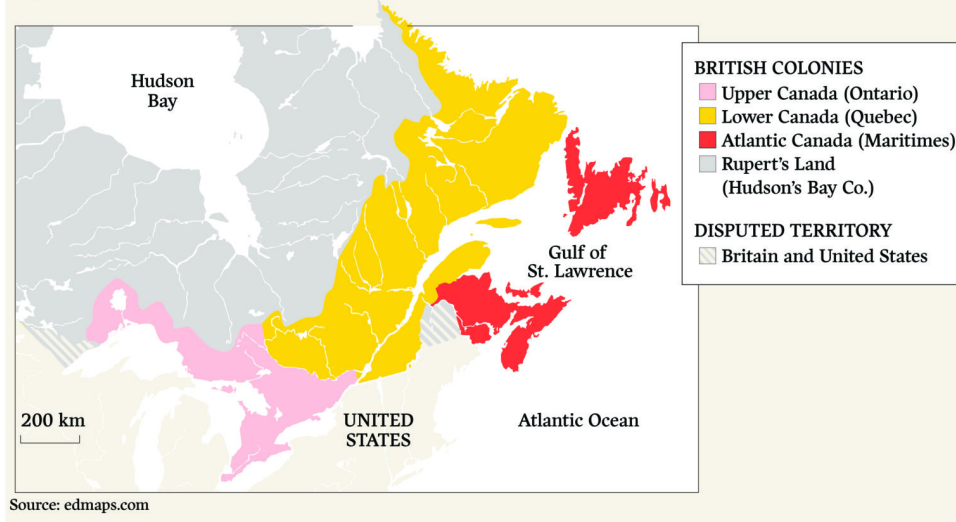 Hudson
Bay
Gulf of
St. Lawrence
UNITED
STATES
Atlantic Ocean
200 km
BRITISH COLONIES
Upper Canada (Ontario)
Lower Canada (Quebec)
Atlantic Canada (Maritimes)
Rupert's Land
(Hudson's Bay Co.)
DISPUTED TERRITORY
Britain and United States
Source: edmaps.com